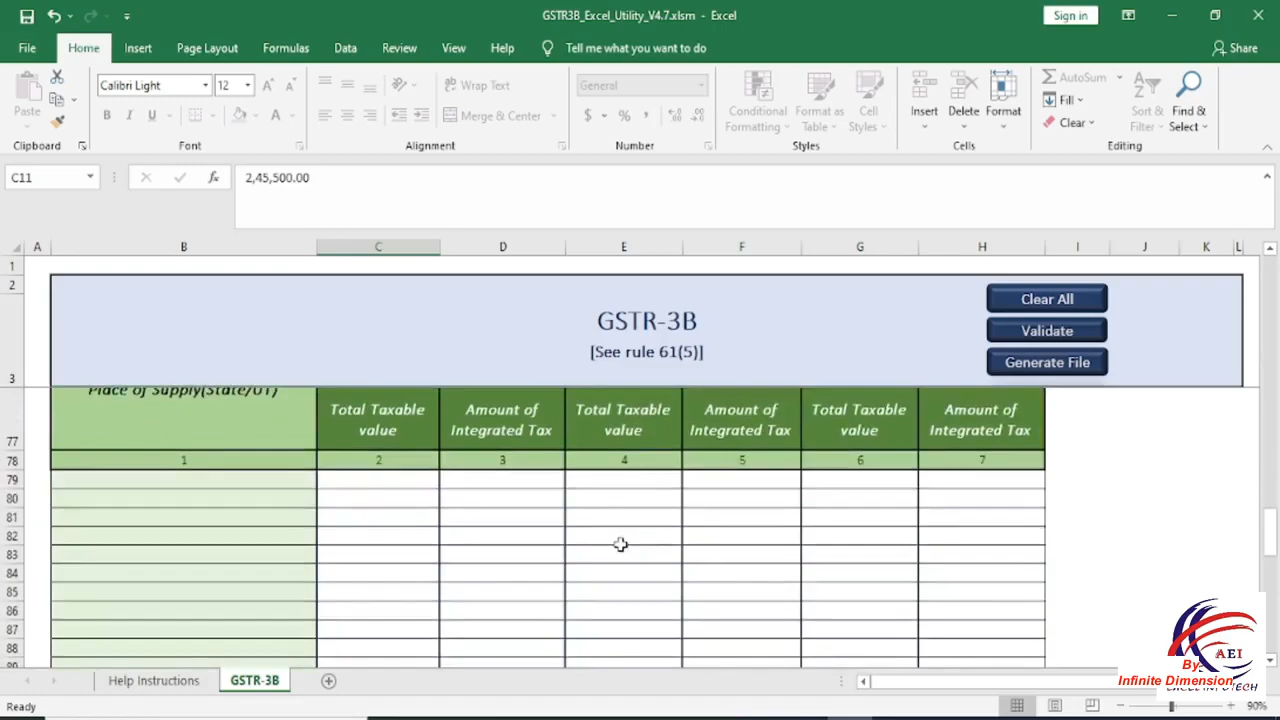 GSTR3B_Excel_Utility_V4.7.xlsm - Excel
Sign in
File Home Insert Page Layout Formulas Data Review View Help Tell me what you want to do Share
Paste
Calibri Light 12
B I U
A
Wrap Text
Merge & Center
General
$ % ,
Conditional Formatting
Format as Table
Cell Styles
Insert Delete Format
AutoSum
Fill
Clear
Sort & Filter
Find & Select
Clipboard Font Alignment Number Styles Cells Editing
C11 fx 2,45,500.00
A B C D E F G H I J K L
1
2
3
GSTR-3B
[See rule 61(5)]
Clear All
Validate
Generate File
Place of Supply(State/UT)
Total Taxable value
Amount of Integrated Tax
Total Taxable value
Amount of Integrated Tax
Total Taxable value
Amount of Integrated Tax
77
78 1 2 3 4 5 6 7
79
80
81
82
83
84
85
86
87
88
AEI
By
Infinite Dimension
Help Instructions GSTR-3B
Ready 90%